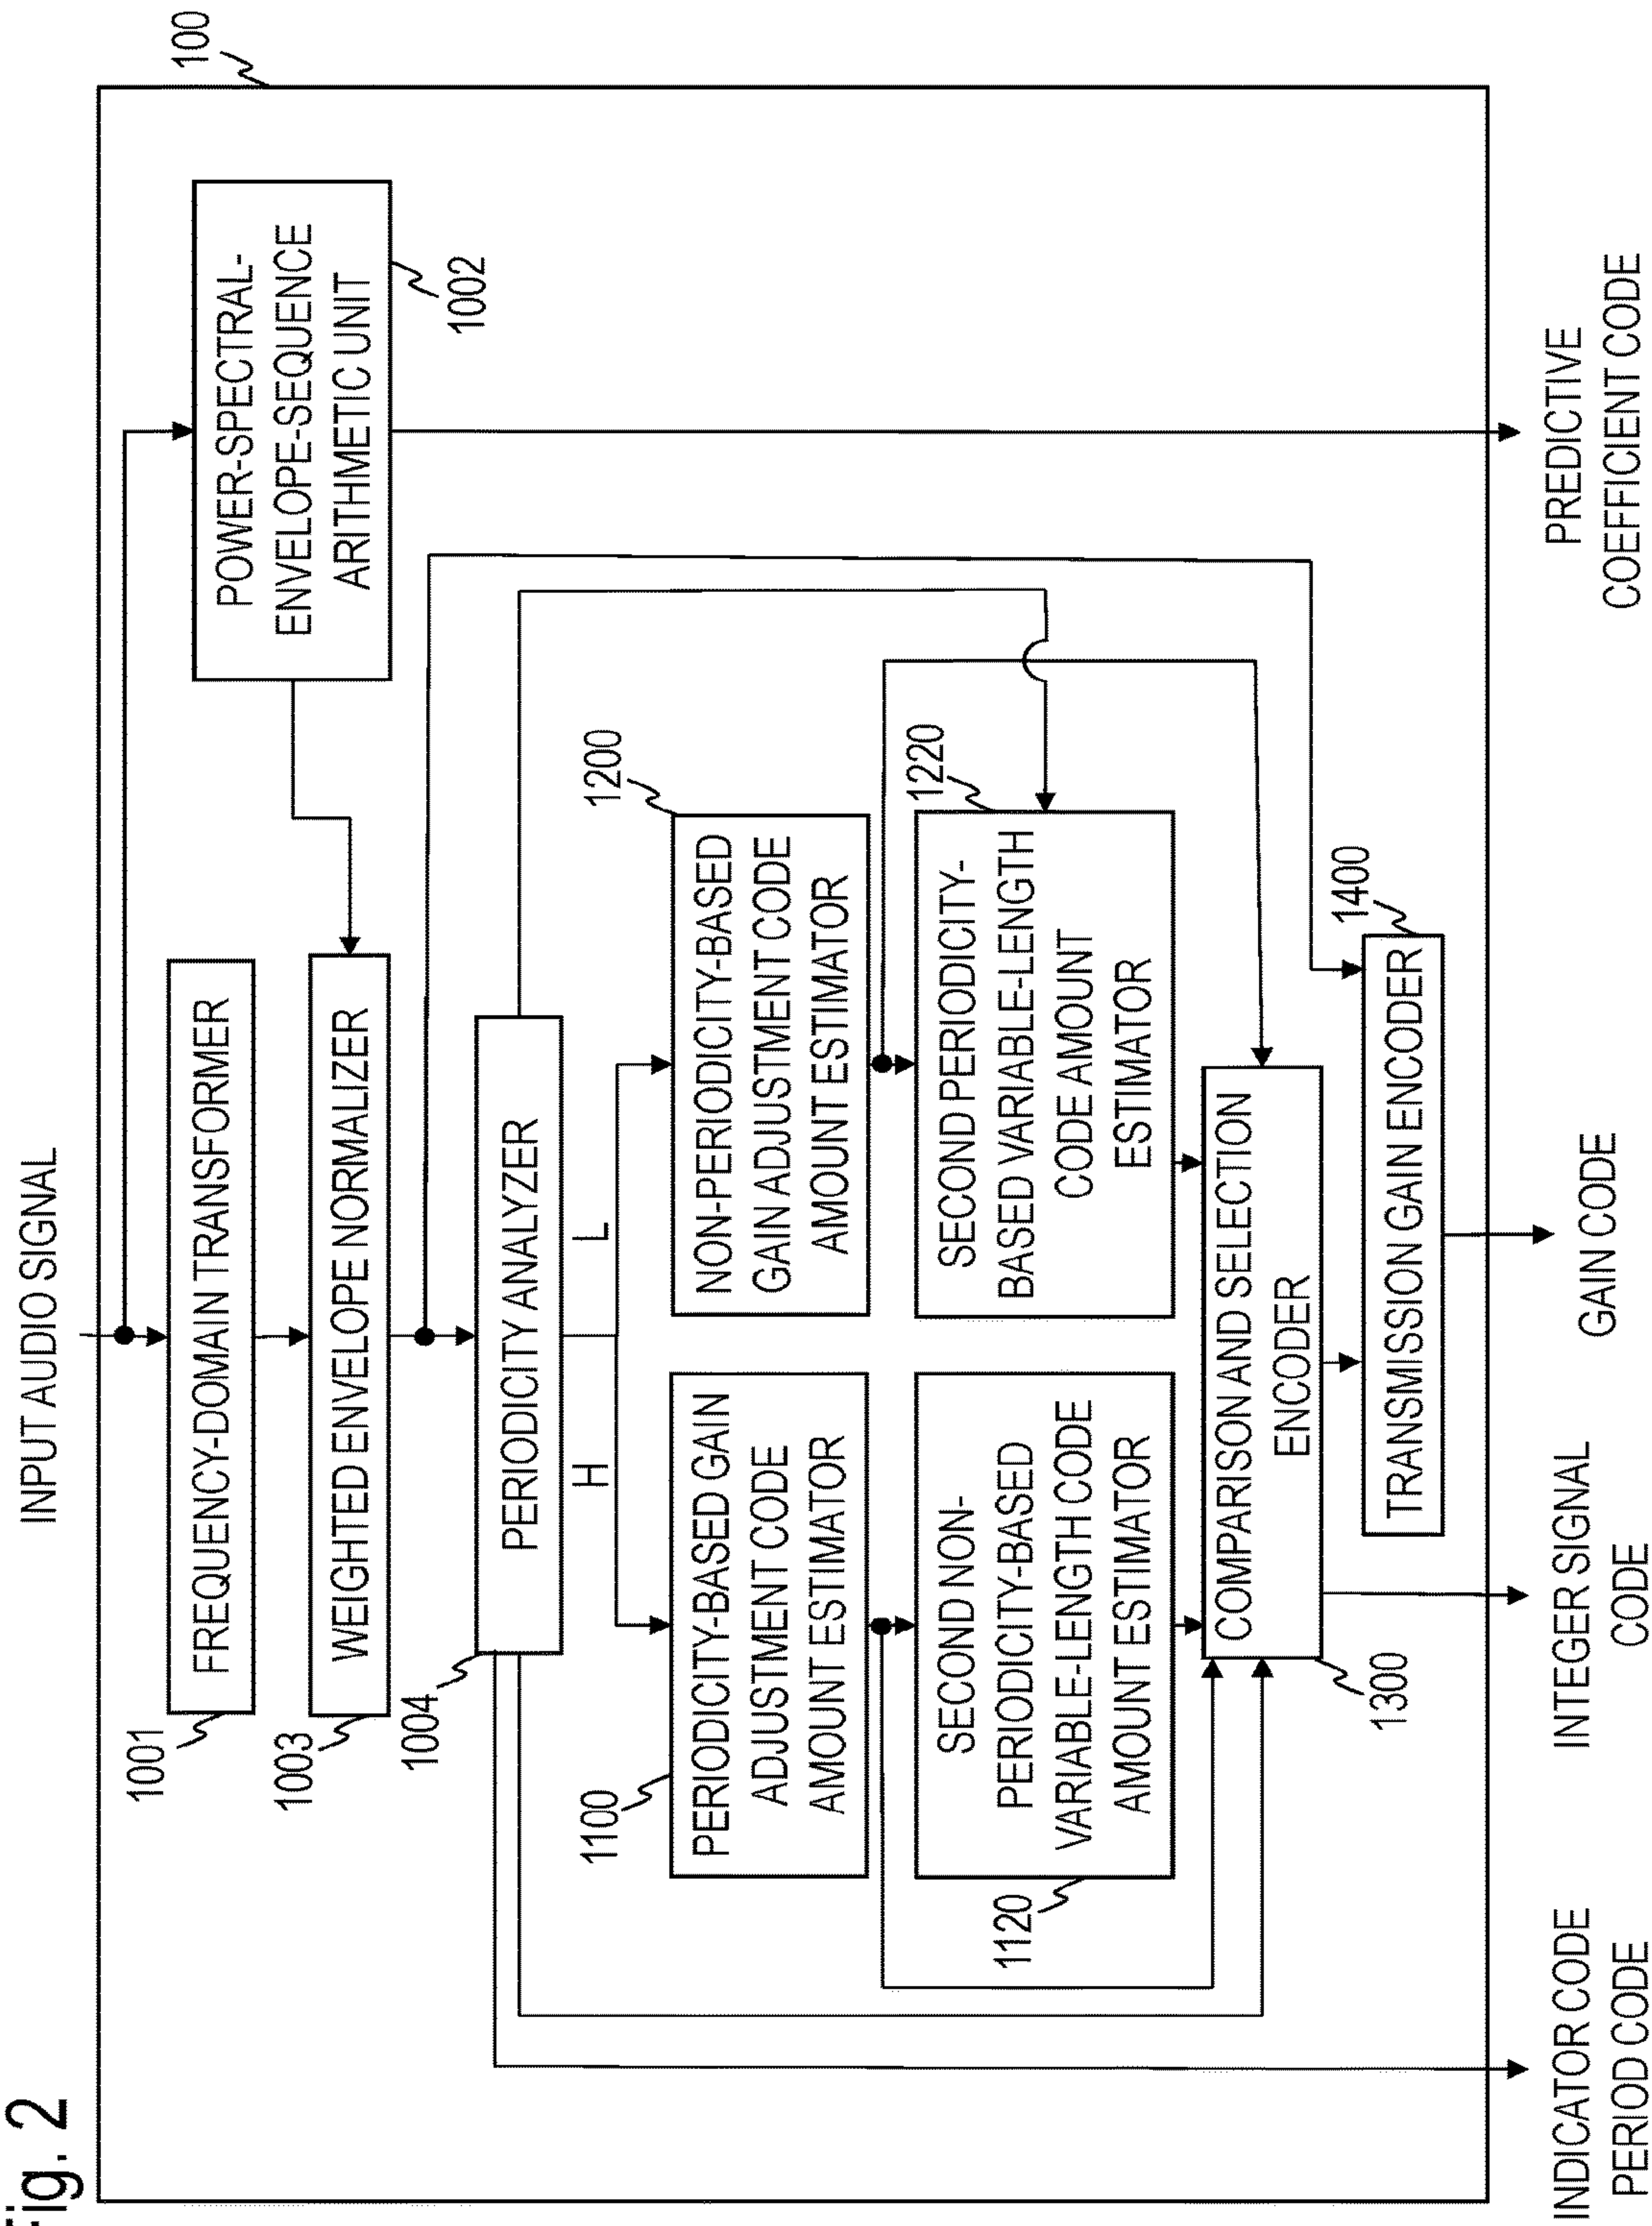 Fig. 2
INPUT AUDIO SIGNAL
100
1001
FREQUENCY-DOMAIN TRANSFORMER
POWER-SPECTRAL-
ENVELOPE-SEQUENCE
ARITHMETIC UNIT
1002
1003
WEIGHTED ENVELOPE NORMALIZER
1004
PERIODICITY ANALYZER
H
L
1100
PERIODICITY-BASED GAIN
ADJUSTMENT CODE
AMOUNT ESTIMATOR
1200
NON-PERIODICITY-BASED
GAIN ADJUSTMENT CODE
AMOUNT ESTIMATOR
1120
SECOND NON-
PERIODICITY-BASED
VARIABLE-LENGTH CODE
AMOUNT ESTIMATOR
1220
SECOND PERIODICITY-
BASED VARIABLE-LENGTH
CODE AMOUNT
ESTIMATOR
1300
COMPARISON AND SELECTION
ENCODER
1400
TRANSMISSION GAIN ENCODER
INDICATOR CODE
PERIOD CODE
INTEGER SIGNAL
CODE
GAIN CODE
PREDICTIVE
COEFFICIENT CODE